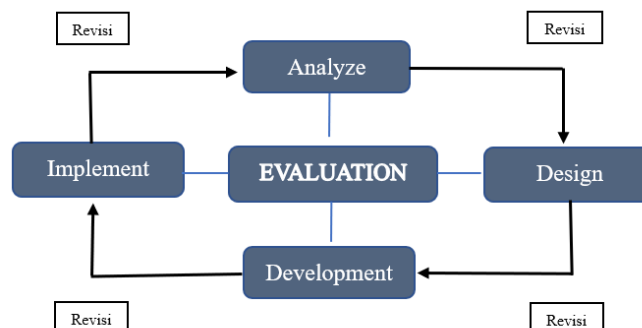 Revisi
Revisi
Analyze
Implement
EVALUATION
Design
Development
Revisi
Revisi